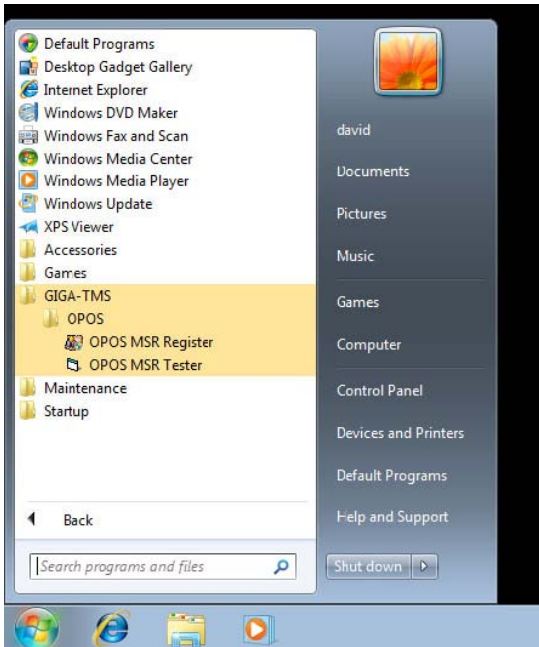 Default Programs
Desktop Gadget Gallery
Internet Explorer
Windows DVD Maker
Windows Fax and Scan
Windows Media Center
Windows Media Player
Windows Update
XPS Viewer
Accessories
Games
GIGA-TMS
OPOS
OPOS MSR Register
OPOS MSR Tester
Maintenance
Startup
Back
Search programs and files
david
Documents
Pictures
Music
Games
Computer
Control Panel
Devices and Printers
Default Programs
Help and Support
Shut down